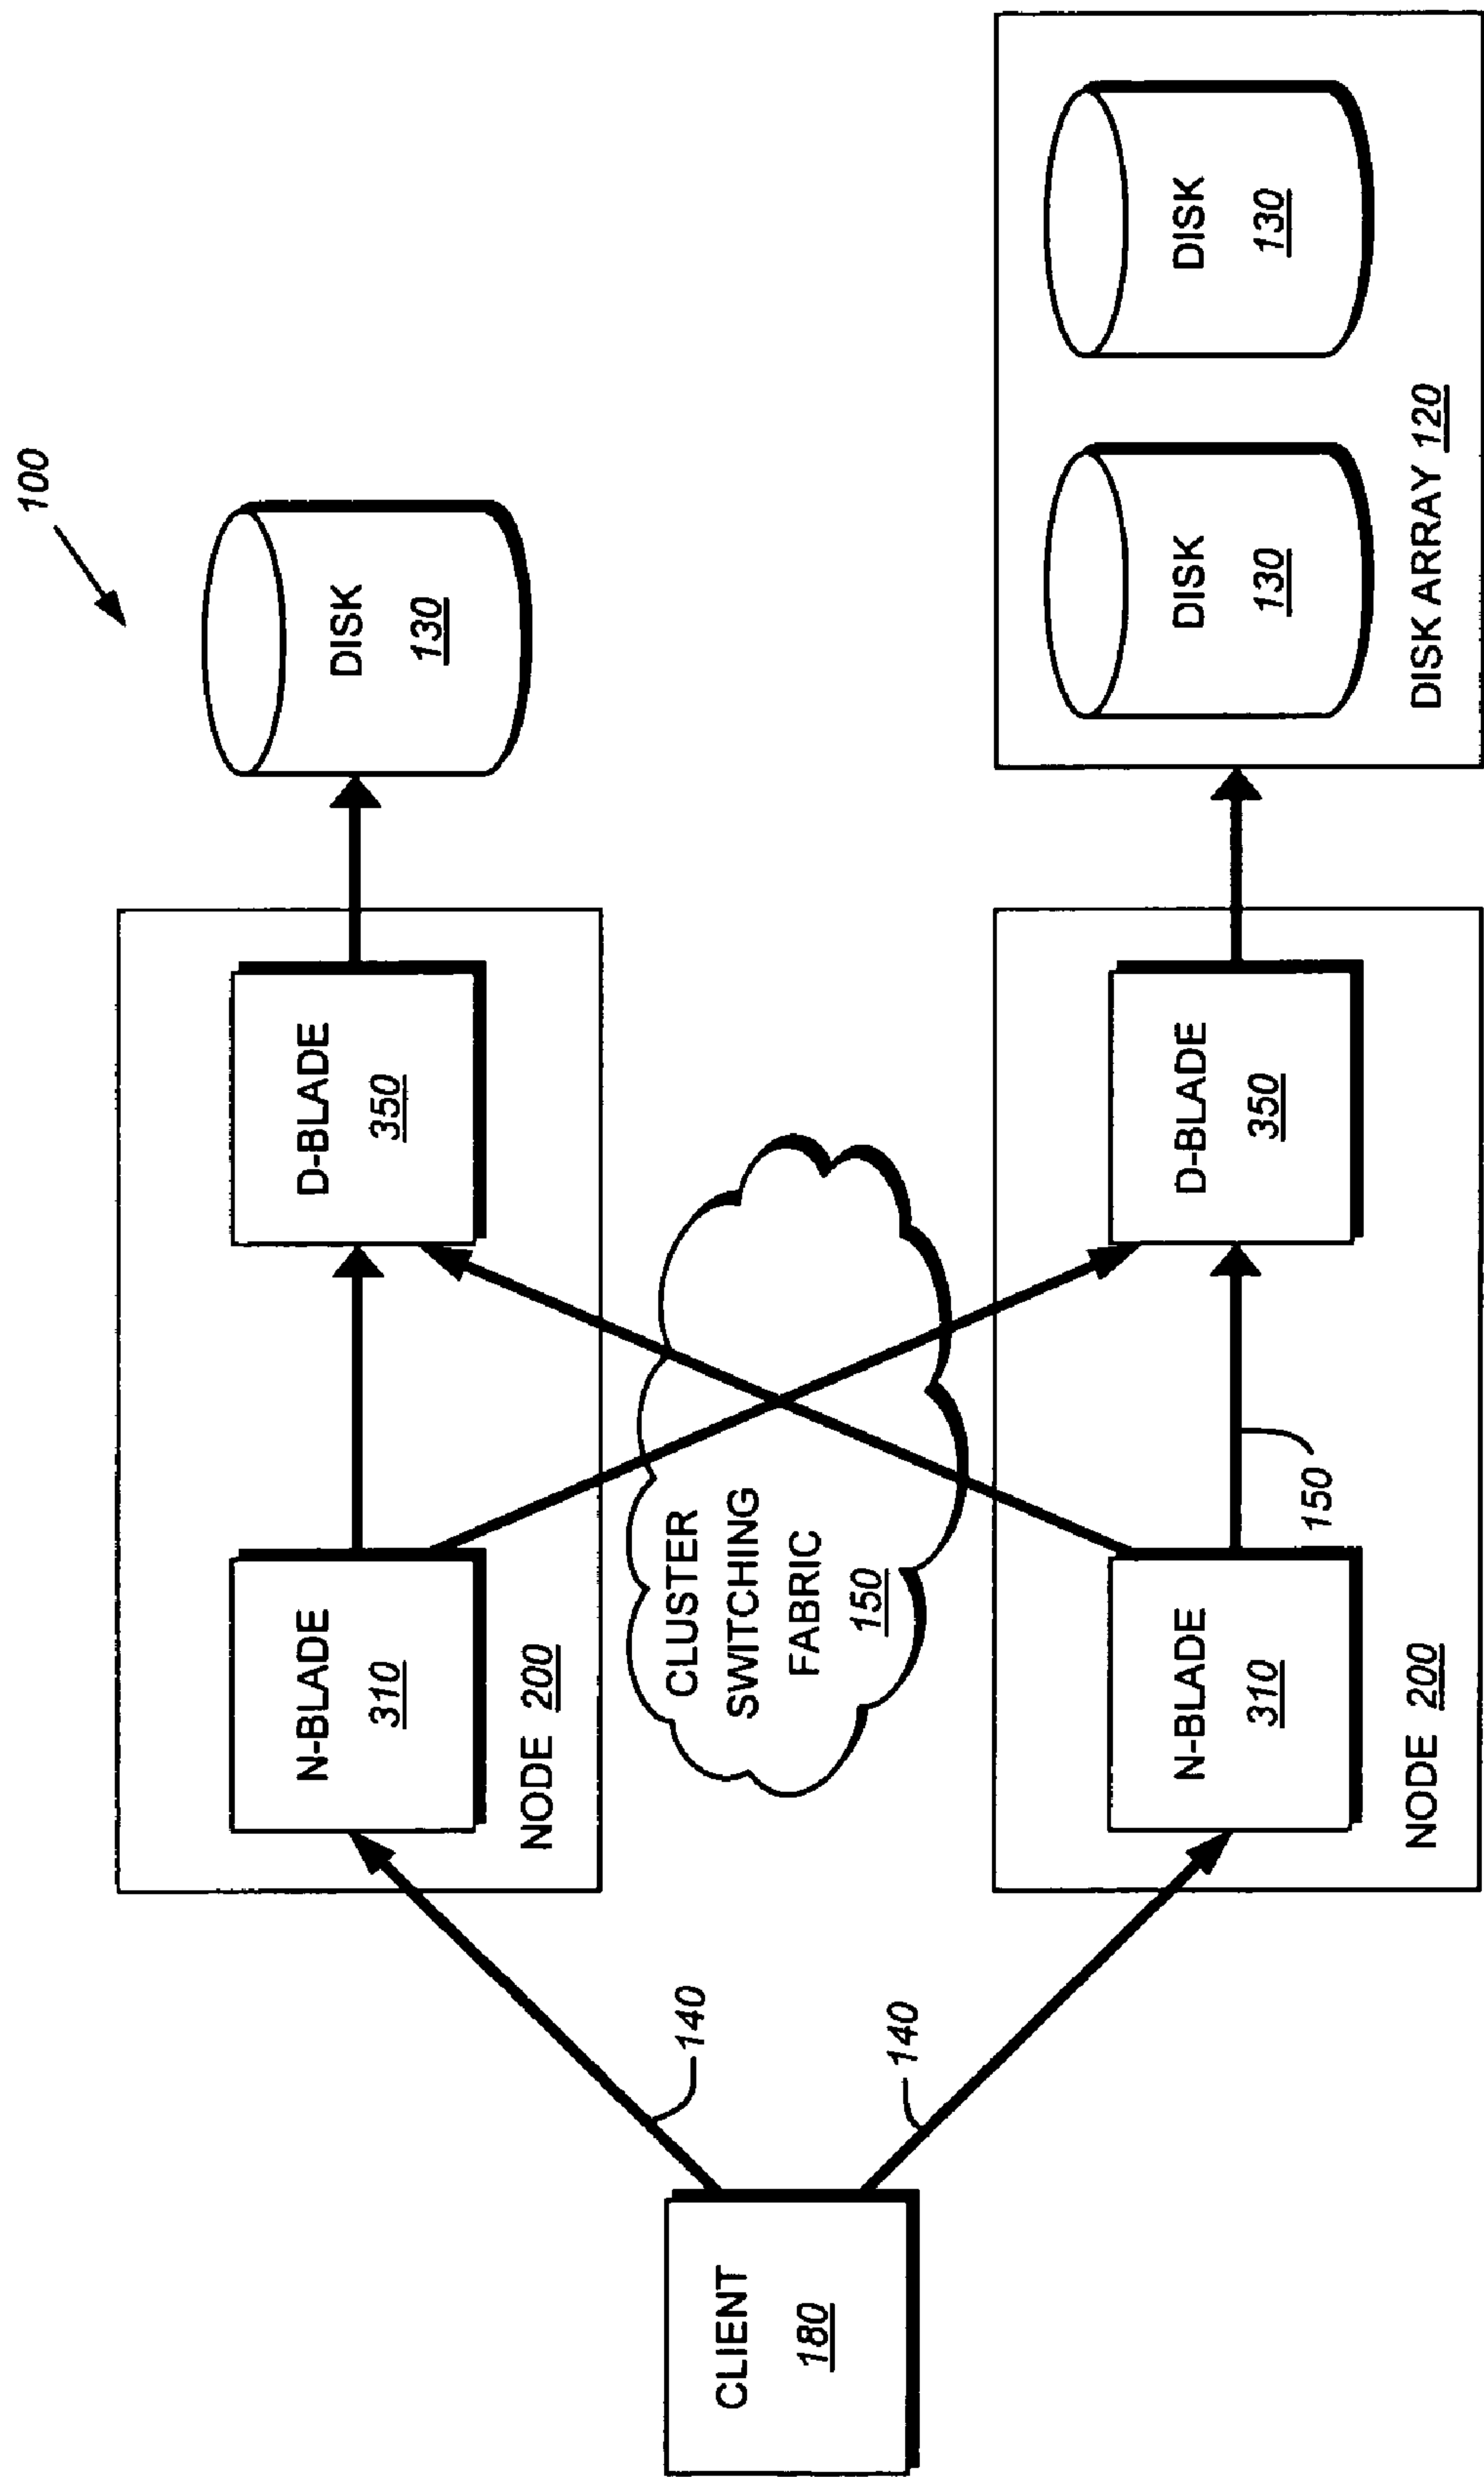 100
N-BLADE
310
D-BLADE
350
DISK
130
NODE 200
140
CLUSTER
SWITCHING
FABRIC
150
CLIENT
180
140
N-BLADE
310
150
D-BLADE
350
NODE 200
DISK
130
DISK
130
DISK ARRAY 120